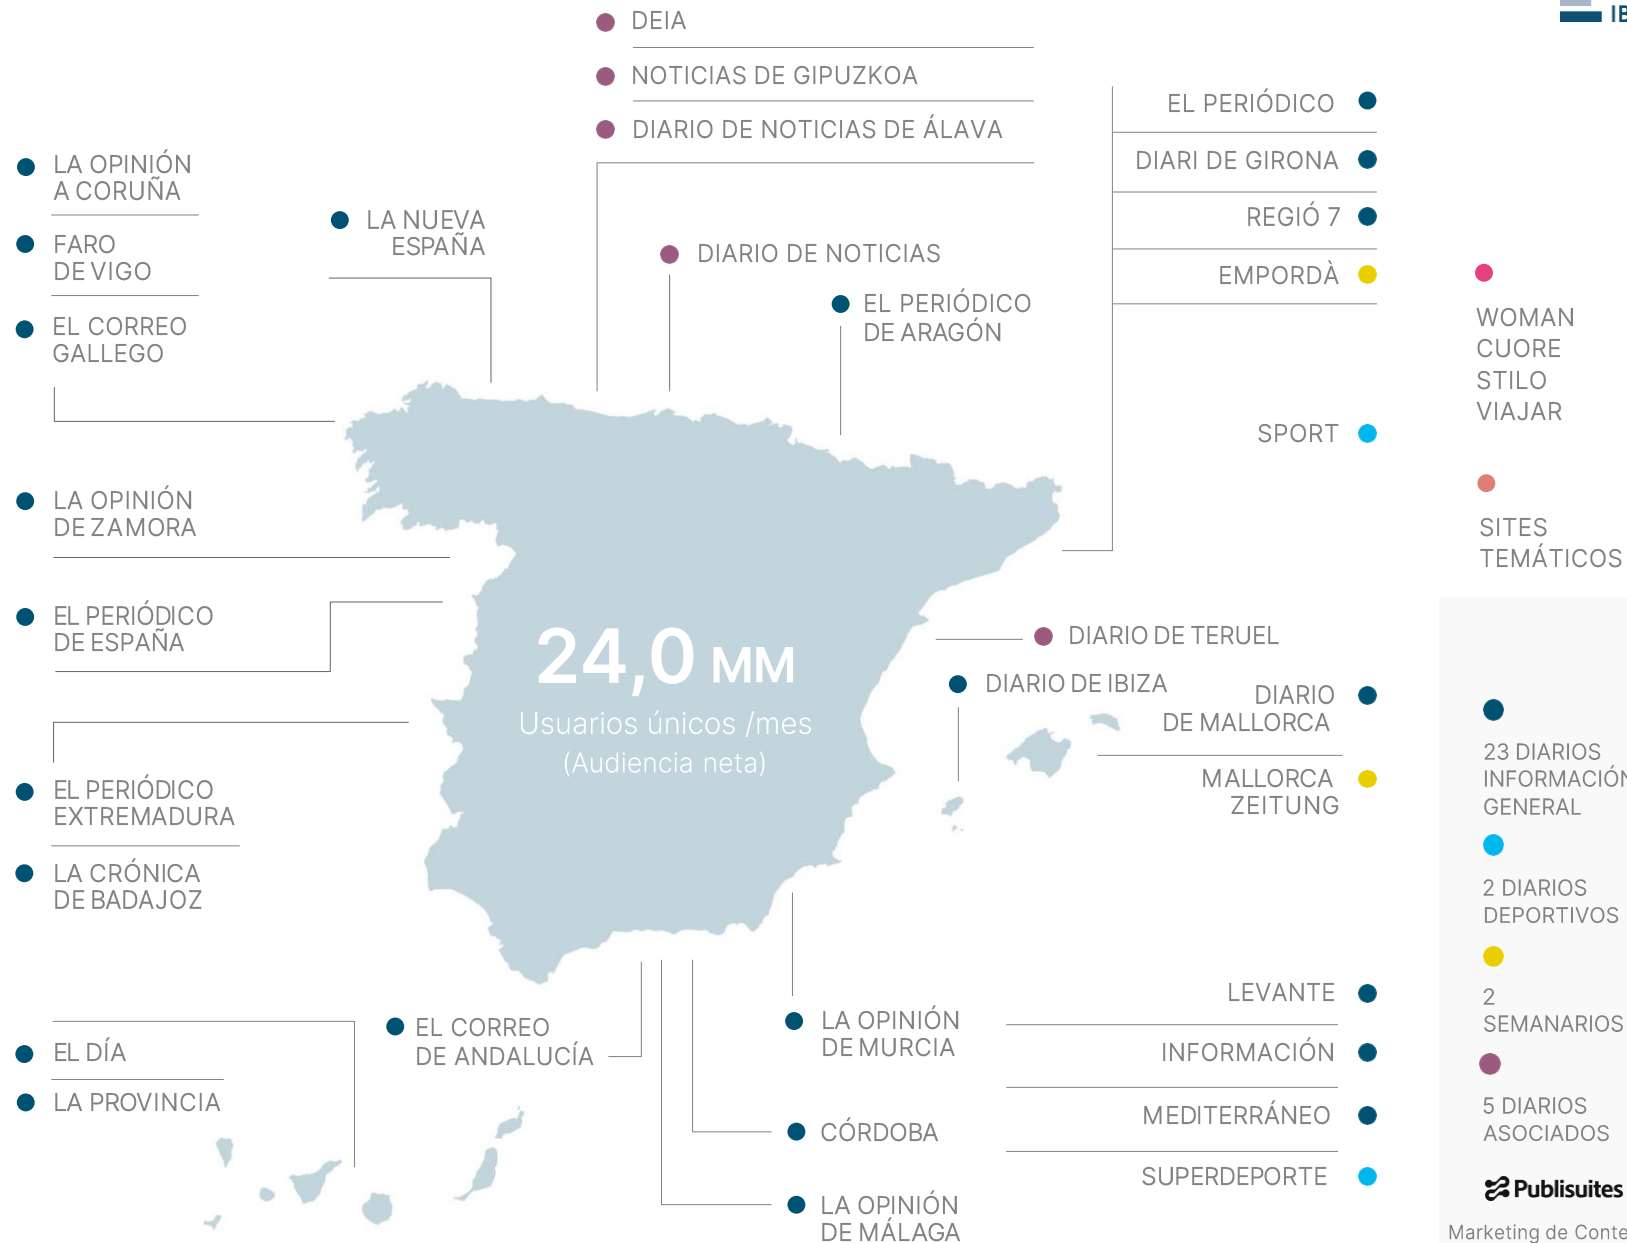 DEIA
NOTICIAS DE GIPUZKOA
DIARIO DE NOTICIAS DE ÁLAVA
LA OPINIÓN
A CORUÑA
FARO
DE VIGO
EL CORREO
GALLEGO
LA NUEVA
ESPAÑA
DIARIO DE NOTICIAS
EL PERIÓDICO
DE ARAGÓN
EL PERIÓDICO
DIARI DE GIRONA
REGIÓ 7
EMPORDÀ
SPORT
WOMAN
CUORE
STILO
VIAJAR
SITES
TEMÁTICOS
LA OPINIÓN
DE ZAMORA
EL PERIÓDICO
DE ESPAÑA
24,0 MM
Usuarios únicos /mes
(Audiencia neta)
DIARIO DE TERUEL
DIARIO DE IBIZA
DIARIO
DE MALLORCA
MALLORCA
ZEITUNG
EL PERIÓDICO
EXTREMADURA
LA CRÓNICA
DE BADAJOZ
EL DÍA
LA PROVINCIA
EL CORREO
DE ANDALUCÍA
LA OPINIÓN
DE MURCIA
CÓRDOBA
LA OPINIÓN
DE MÁLAGA
LEVANTE
INFORMACIÓN
MEDITERRÁNEO
SUPERDEPORTE
23 DIARIOS
INFORMACIÓN
GENERAL
2 DIARIOS
DEPORTIVOS
2
SEMANARIOS
5 DIARIOS
ASOCIADOS
Publisuites
Marketing de